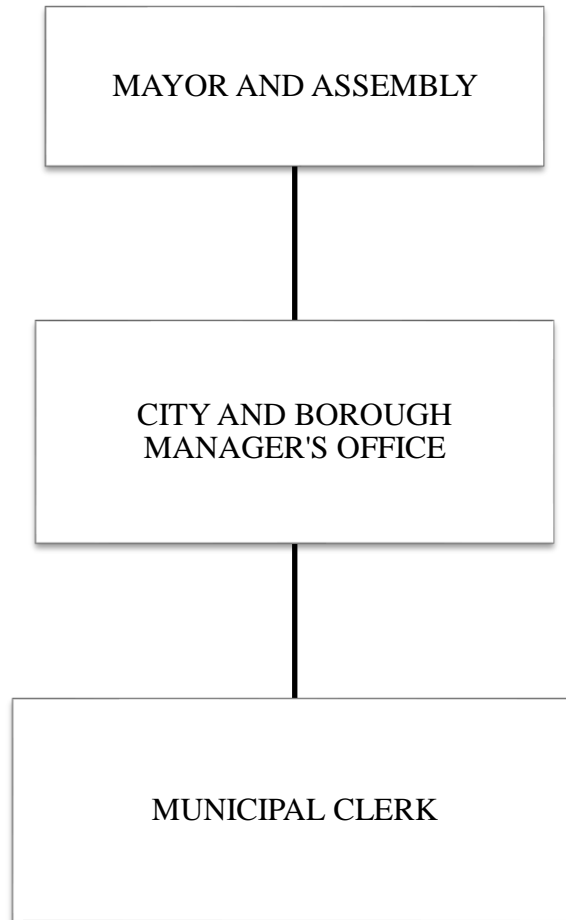 MAYOR AND ASSEMBLY
CITY AND BOROUGH
MANAGER'S OFFICE
MUNICIPAL CLERK